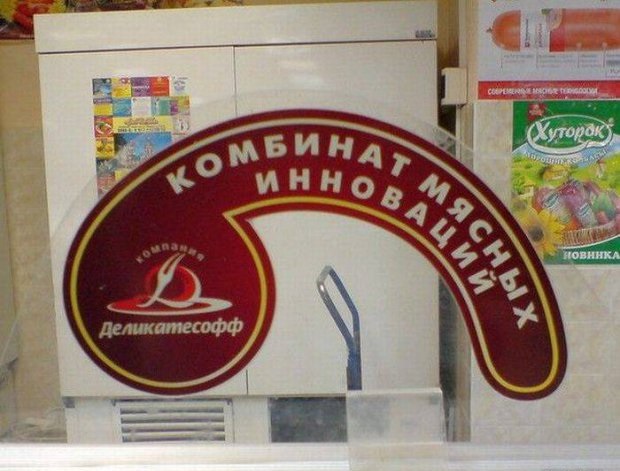 КОМБИНАТ МЯСНЫХ
ИННОВАЦИЙ
компания
Деликатесофф
СОВРЕМЕННЫЕ МЯСНЫЕ ТЕХНОЛОГИИ
Хуторок
НОВИНКА